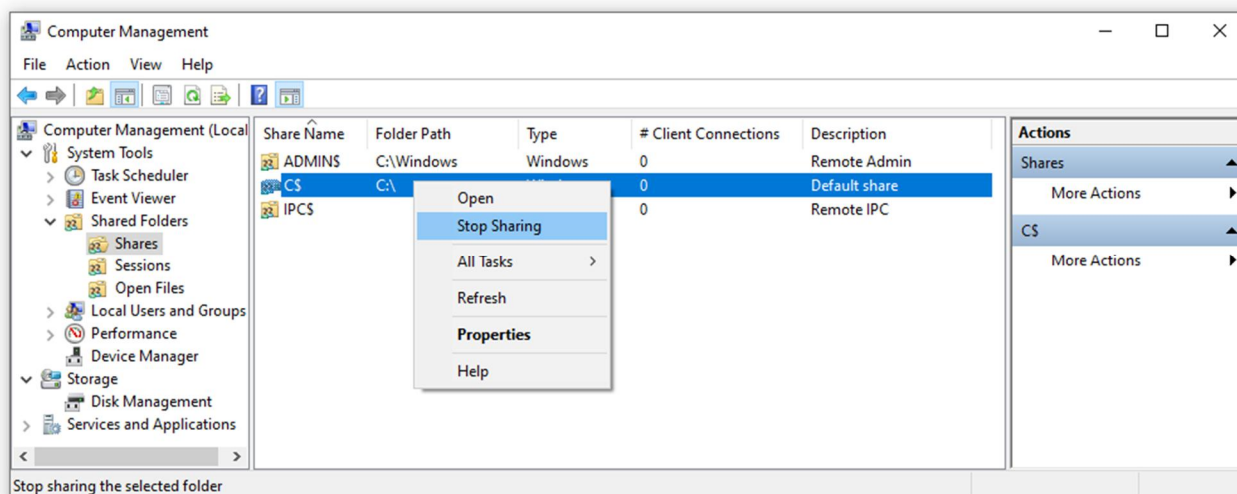 Computer Management
File Action View Help
Computer Management (Local
System Tools
Task Scheduler
Event Viewer
Shared Folders
Shares
Sessions
Open Files
Local Users and Groups
Performance
Device Manager
Storage
Disk Management
Services and Applications
Share Name Folder Path Type # Client Connections Description
ADMIN$ C:\Windows Windows 0 Remote Admin
C$ C:\ 0 Default share
IPC$ 0 Remote IPC
Open
Stop Sharing
All Tasks
Refresh
Properties
Help
Actions
Shares
More Actions
C$
More Actions
Stop sharing the selected folder